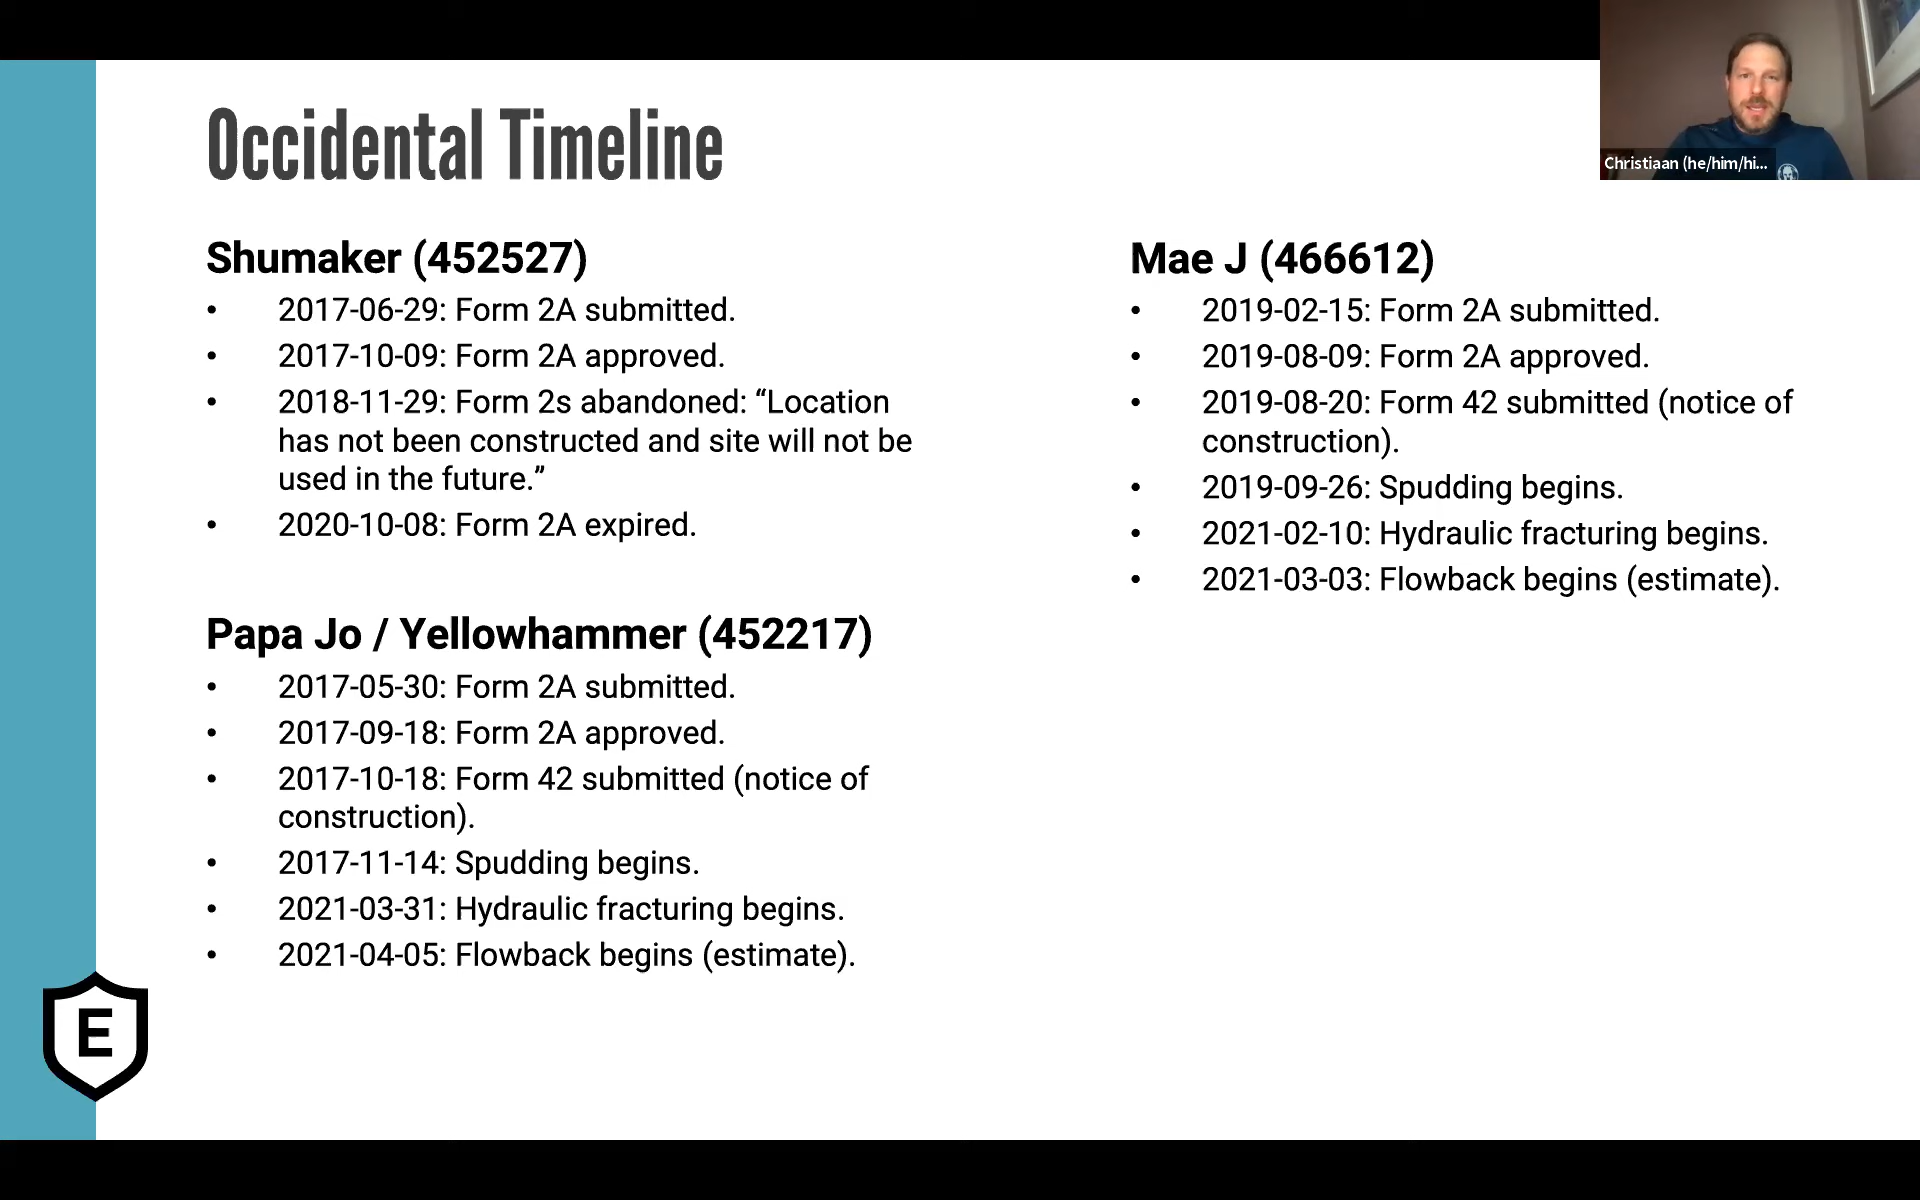 Occidental Timeline
Christiaan (he/him/hi...
Shumaker (452527)
• 2017-06-29: Form 2A submitted.
• 2017-10-09: Form 2A approved.
• 2018-11-29: Form 2s abandoned: “Location
has not been constructed and site will not be
used in the future.”
• 2020-10-08: Form 2A expired.
Papa Jo / Yellowhammer (452217)
• 2017-05-30: Form 2A submitted.
• 2017-09-18: Form 2A approved.
• 2017-10-18: Form 42 submitted (notice of
construction).
• 2017-11-14: Spudding begins.
• 2021-03-31: Hydraulic fracturing begins.
• 2021-04-05: Flowback begins (estimate).
Mae J (466612)
• 2019-02-15: Form 2A submitted.
• 2019-08-09: Form 2A approved.
• 2019-08-20: Form 42 submitted (notice of
construction).
• 2019-09-26: Spudding begins.
• 2021-02-10: Hydraulic fracturing begins.
• 2021-03-03: Flowback begins (estimate).
E